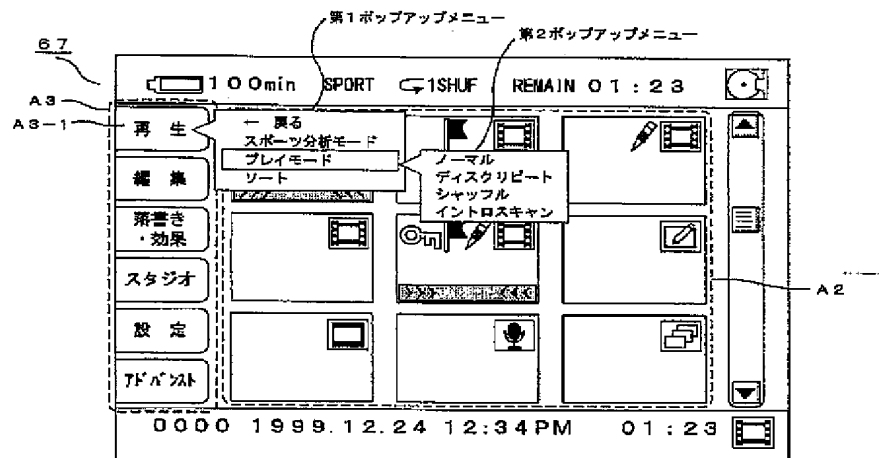 第1ポップアップメニュー
第2ポップアップメニュー
67
100min SPORT 1SHUF REMAIN 01:23
A3
A3-1
再 生
← 戻る
スポーツ分析モード
プレイモード
ソート
ノーマル
ディスクリピート
シャッフル
イントロスキャン
編 集
落書き
・効果
スタジオ
設 定
アドバンスト
A2
0000 1999.12.24 12:34PM 01:23